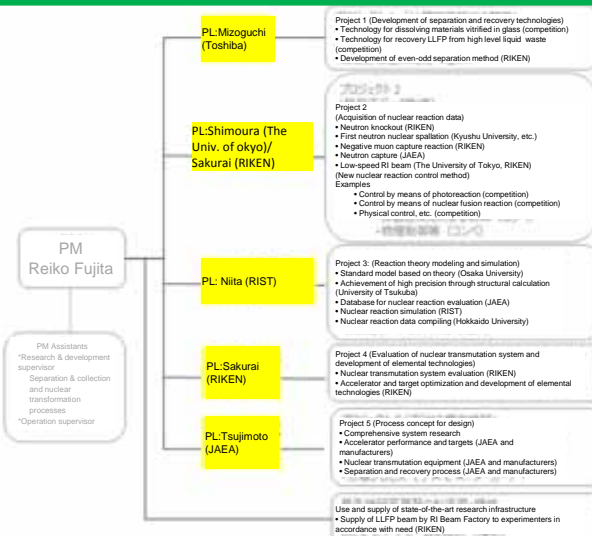 PL:Mizoguchi
(Toshiba)
Project 1 (Development of separation and recovery technologies)
• Technology for dissolving materials vitrified in glass (competition)
• Technology for recovery LLFP from high level liquid waste
(competition)
• Development of even-odd separation method (RIKEN)
プロジェクト 2
PL:Shimoura (The
Univ. of okyo)/
Sakurai (RIKEN)
Project 2
(Acquisition of nuclear reaction data)
• Neutron knockout (RIKEN)
• First neutron nuclear spallation (Kyushu University, etc.)
• Negative muon capture reaction (RIKEN)
• Neutron capture (JAEA)
• Low-speed RI beam (The University of Tokyo, RIKEN)
(New nuclear reaction control method)
Examples
• Control by means of photoreaction (competition)
• Control by means of nuclear fusion reaction (competition)
• Physical control, etc. (competition)
PM
Reiko Fujita
PM Assistants
*Research & development
supervisor
Separation & collection
and nuclear
transformation
processes
*Operation supervisor
PL: Niita (RIST)
Project 3: (Reaction theory modeling and simulation)
• Standard model based on theory (Osaka University)
• Achievement of high precision through structural calculation
(University of Tsukuba)
• Database for nuclear reaction evaluation (JAEA)
• Nuclear reaction simulation (RIST)
• Nuclear reaction data compiling (Hokkaido University)
PL:Sakurai
(RIKEN)
Project 4 (Evaluation of nuclear transmutation system and
development of elemental technologies)
• Nuclear transmutation system evaluation (RIKEN)
• Accelerator and target optimization and development of elemental
technologies (RIKEN)
PL:Tsujimoto
(JAEA)
Project 5 (Process concept for design)
• Comprehensive system research
• Accelerator performance and targets (JAEA and
manufacturers)
• Nuclear transmutation equipment (JAEA and manufacturers)
• Separation and recovery process (JAEA and manufacturers)
Use and supply of state-of-the-art research infrastructure
• Supply of LLFP beam by RI Beam Factory to experimenters in
accordance with need (RIKEN)